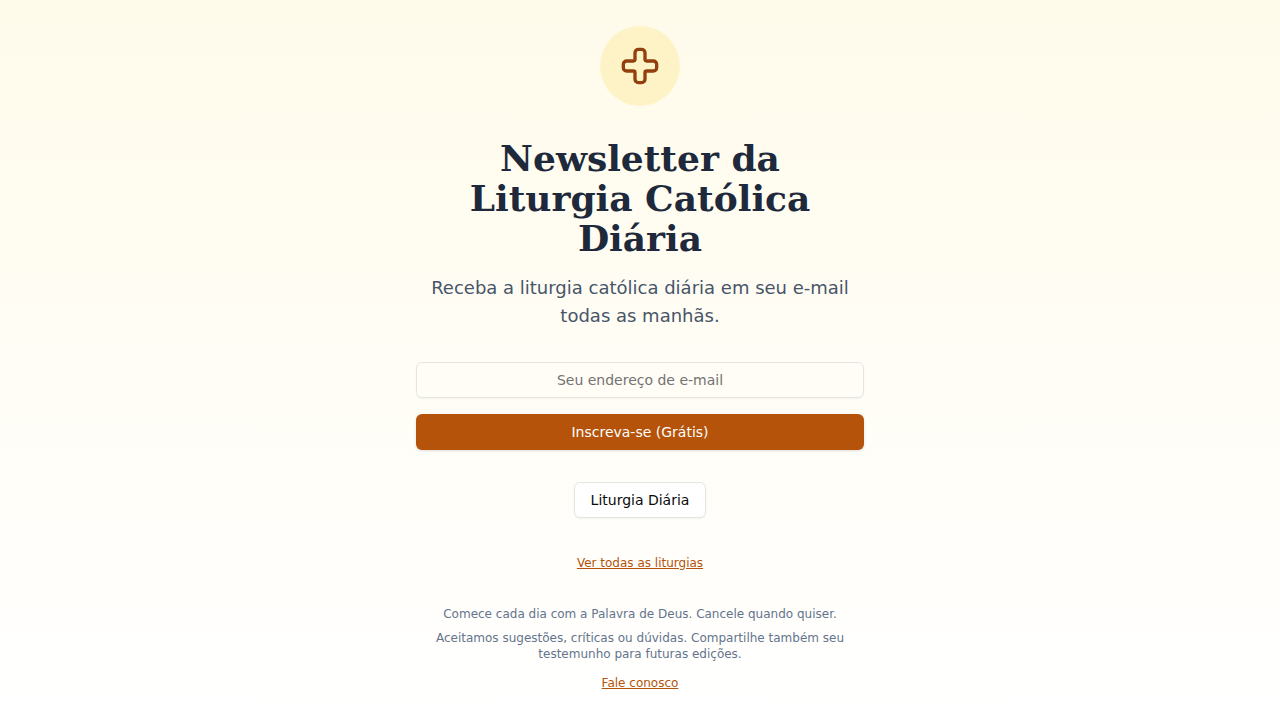 Newsletter da
Liturgia Católica
Diária
Receba a liturgia católica diária em seu e-mail
todas as manhãs.
Seu endereço de e-mail
Inscreva-se (Grátis)
Liturgia Diária
Ver todas as liturgias
Comece cada dia com a Palavra de Deus. Cancele quando quiser.
Aceitamos sugestões, críticas ou dúvidas. Compartilhe também seu
testemunho para futuras edições.
Fale conosco